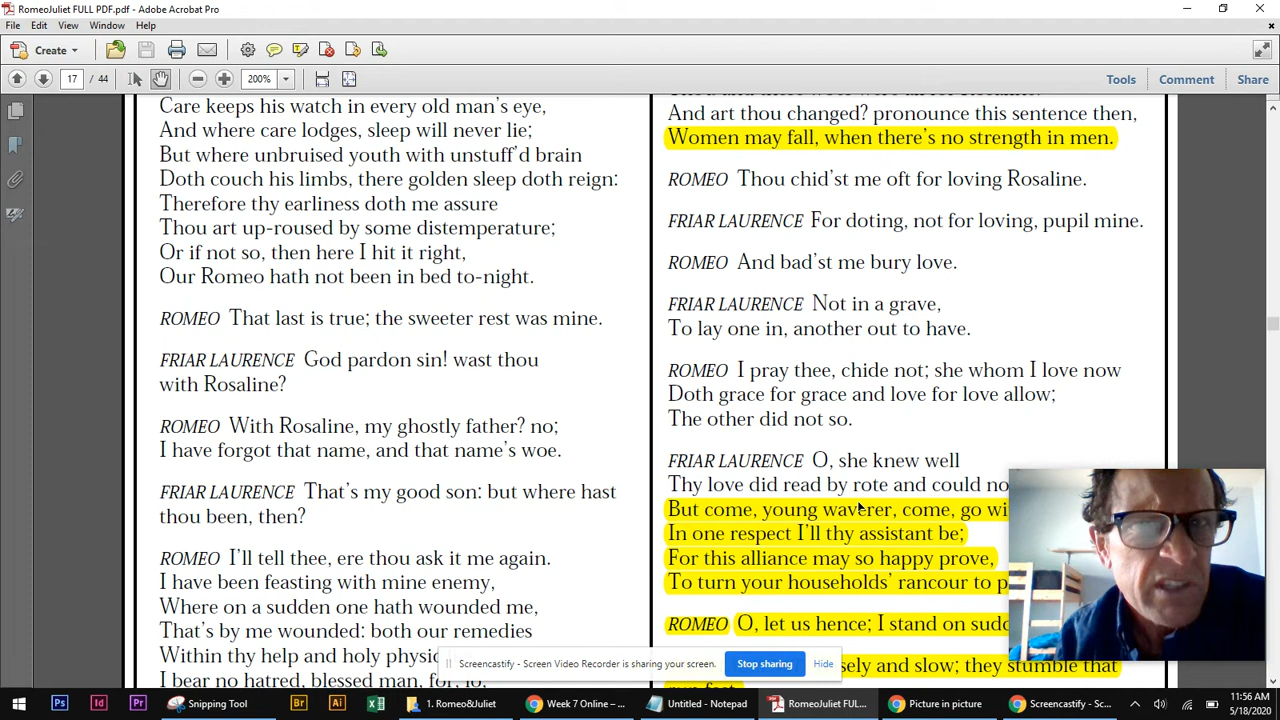 RomeoJuliet FULL PDF.pdf - Adobe Acrobat Pro
File Edit View Window Help
Create
17 / 44
200%
Tools Comment Share
Care keeps his watch in every old man's eye,
And where care lodges, sleep will never lie;
But where unbruised youth with unstuff'd brain
Doth couch his limbs, there golden sleep doth reign:
Therefore thy earliness doth me assure
Thou art up-roused by some distemperature;
Or if not so, then here I hit it right,
Our Romeo hath not been in bed to-night.
ROMEO That last is true; the sweeter rest was mine.
FRIAR LAURENCE God pardon sin! wast thou
with Rosaline?
ROMEO With Rosaline, my ghostly father? no;
I have forgot that name, and that name's woe.
FRIAR LAURENCE That's my good son: but where hast
thou been, then?
ROMEO I'll tell thee, ere thou ask it me again.
I have been feasting with mine enemy,
Where on a sudden one hath wounded me,
That's by me wounded: both our remedies
Within thy help and holy
I bear no hatred, blessed man, for, lo,
And art thou changed? pronounce this sentence then,
Women may fall, when there's no strength in men.
ROMEO Thou chid'st me oft for loving Rosaline.
FRIAR LAURENCE For doting, not for loving, pupil mine.
ROMEO And bad'st me bury love.
FRIAR LAURENCE Not in a grave,
To lay one in, another out to have.
ROMEO I pray thee, chide not; she whom I love now
Doth grace for grace and love for love allow;
The other did not so.
FRIAR LAURENCE O, she knew well
Thy love did read by rote and could
But come, young waverer, come, go
In one respect I'll thy assistant be;
For this alliance may so happy prove,
To turn your households' rancour to
ROMEO O, let us hence; I stand on
and slow; they stumble that
Screencastify - Screen Video Recorder is sharing your screen. Stop sharing Hide
Ps Id Pr Snipping Tool Br Ai 1. Romeo&Juliet Week 7 Online – ... Untitled - Notepad RomeoJuliet FUL... Picture in picture Screencastify - Sc...
11:56 AM
5/18/2020